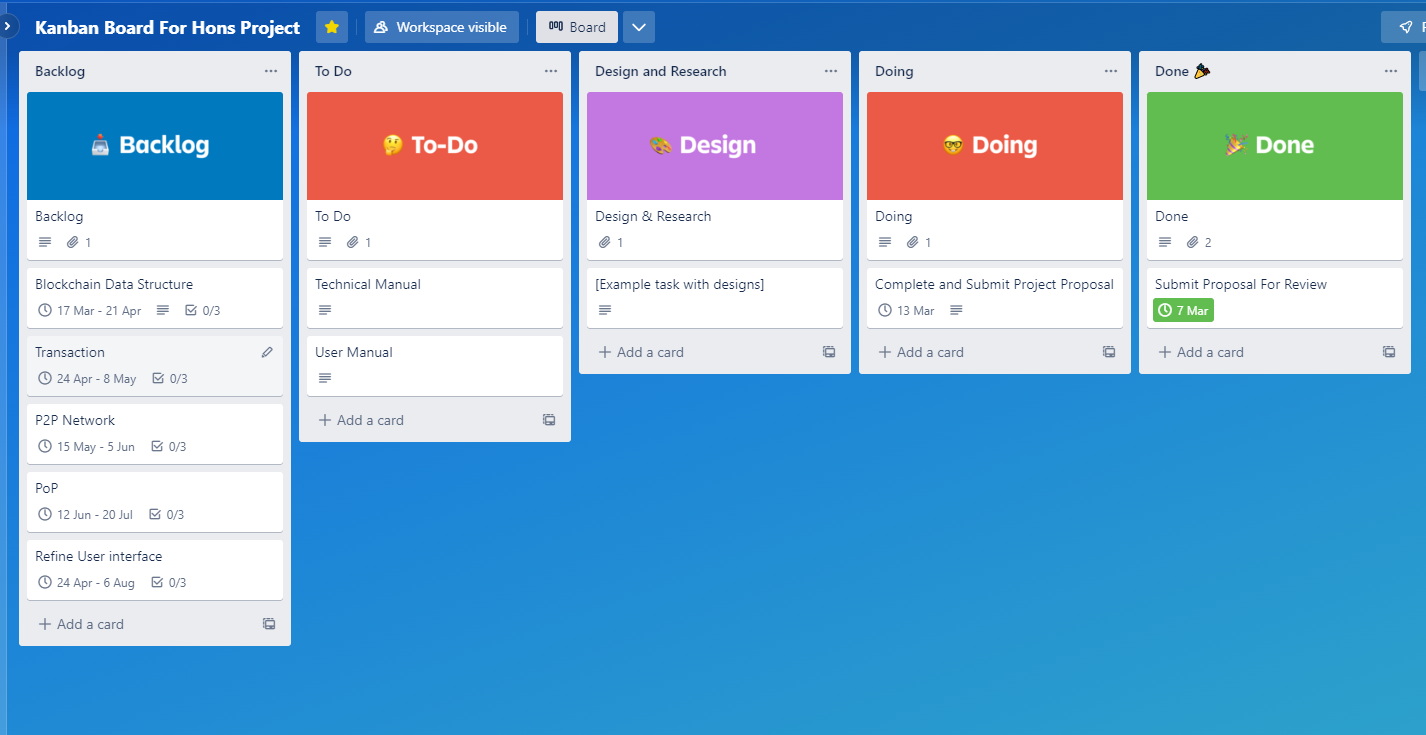 Kanban Board For Hons Project
Workspace visible
Board
Backlog
Backlog
Backlog
1
Blockchain Data Structure
17 Mar - 21 Apr 0/3
Transaction
24 Apr - 8 May 0/3
P2P Network
15 May - 5 Jun 0/3
PoP
12 Jun - 20 Jul 0/3
Refine User interface
24 Apr - 6 Aug 0/3
+ Add a card
To Do
To-Do
To Do
1
Technical Manual
User Manual
+ Add a card
Design and Research
Design
Design & Research
1
[Example task with designs]
+ Add a card
Doing
Doing
Doing
1
Complete and Submit Project Proposal
13 Mar
+ Add a card
Done
Done
Done
2
Submit Proposal For Review
7 Mar
+ Add a card